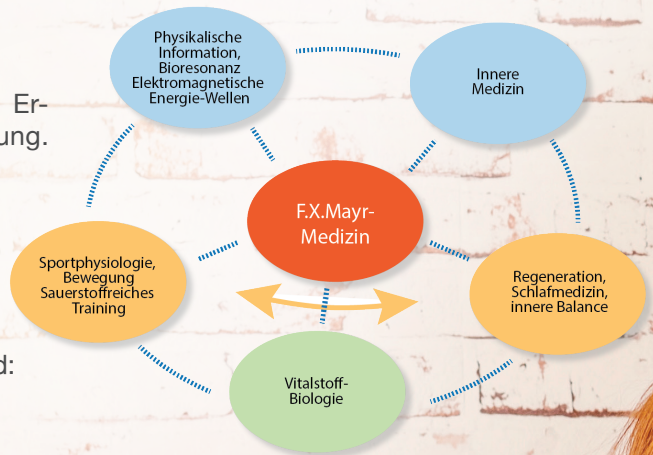 Er-
ung.
d:
Physikalische
Information,
Bioresonanz
Elektromagnetische
Energie-Wellen
Innere
Medizin
F.X.Mayr-
Medizin
Sportphysiologie,
Bewegung
Sauerstoffreiches
Training
Regeneration,
Schlafmedizin,
innere Balance
Vitalstoff-
Biologie